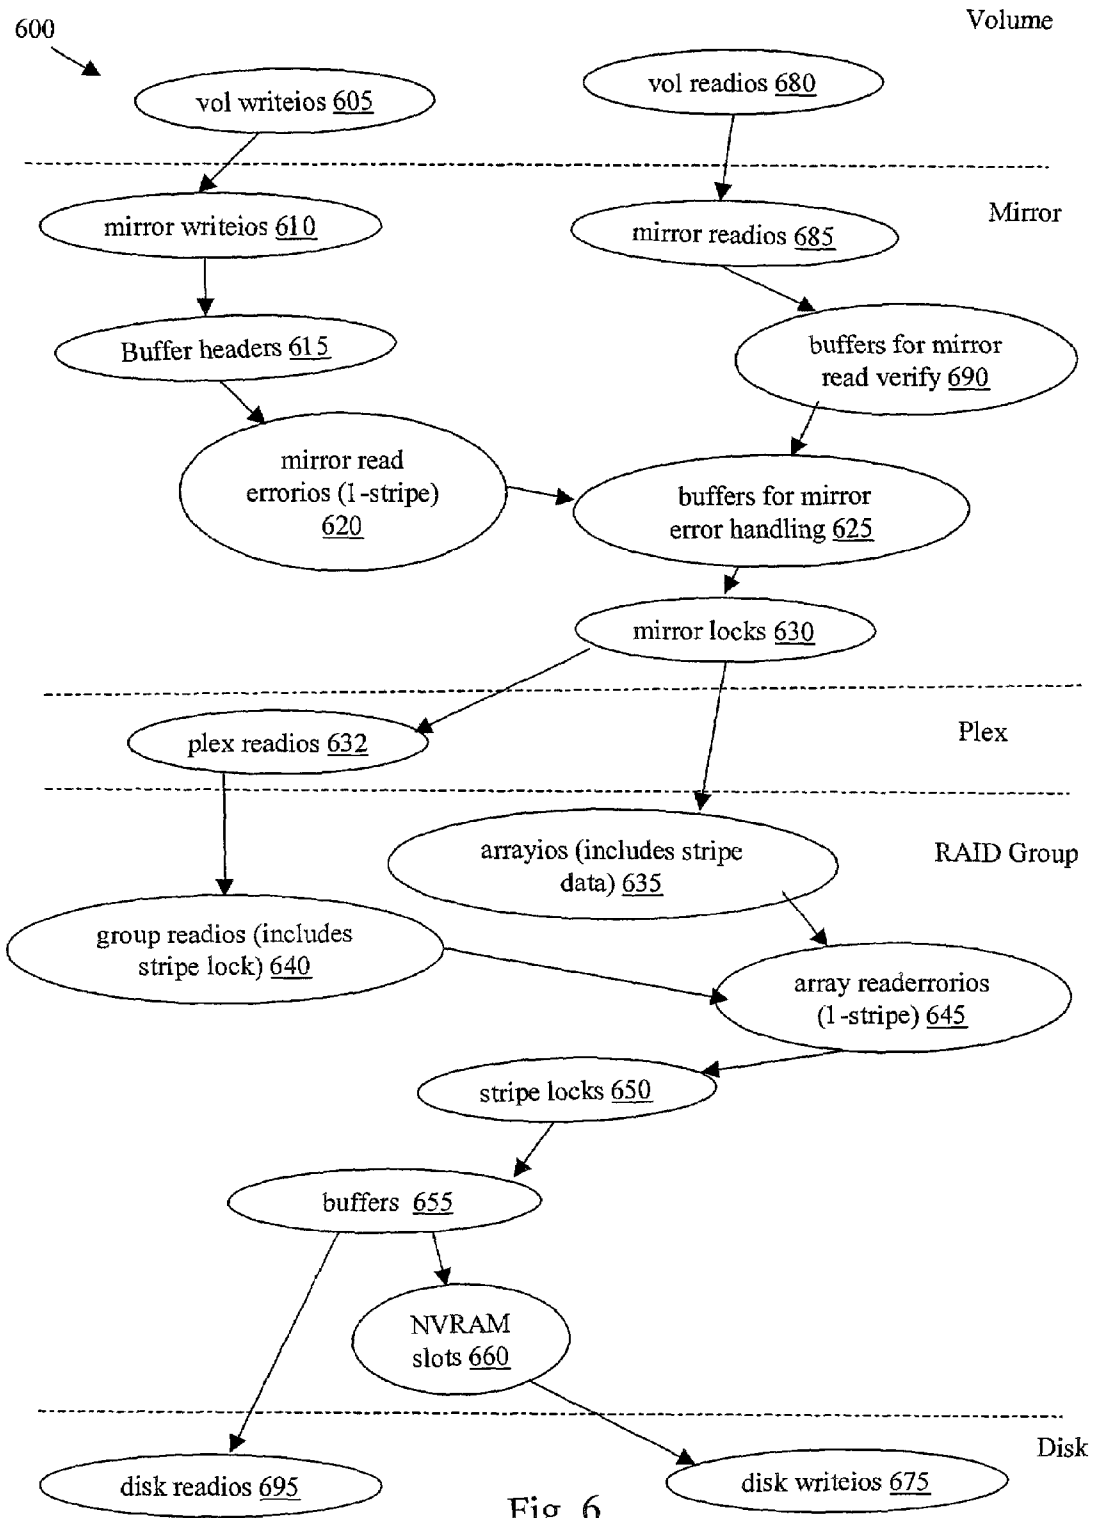 600
Volume
vol writeios 605
vol readios 680
Mirror
mirror writeios 610
mirror readios 685
Buffer headers 615
buffers for mirror
read verify 690
mirror read
errorios (1-stripe)
620
buffers for mirror
error handling 625
mirror locks 630
Plex
plex readios 632
RAID Group
arrayios (includes stripe
data) 635
group readios (includes
stripe lock) 640
array readerrorios
(1-stripe) 645
stripe locks 650
buffers 655
NVRAM
slots 660
Disk
disk readios 695
disk writeios 675
Fig. 6